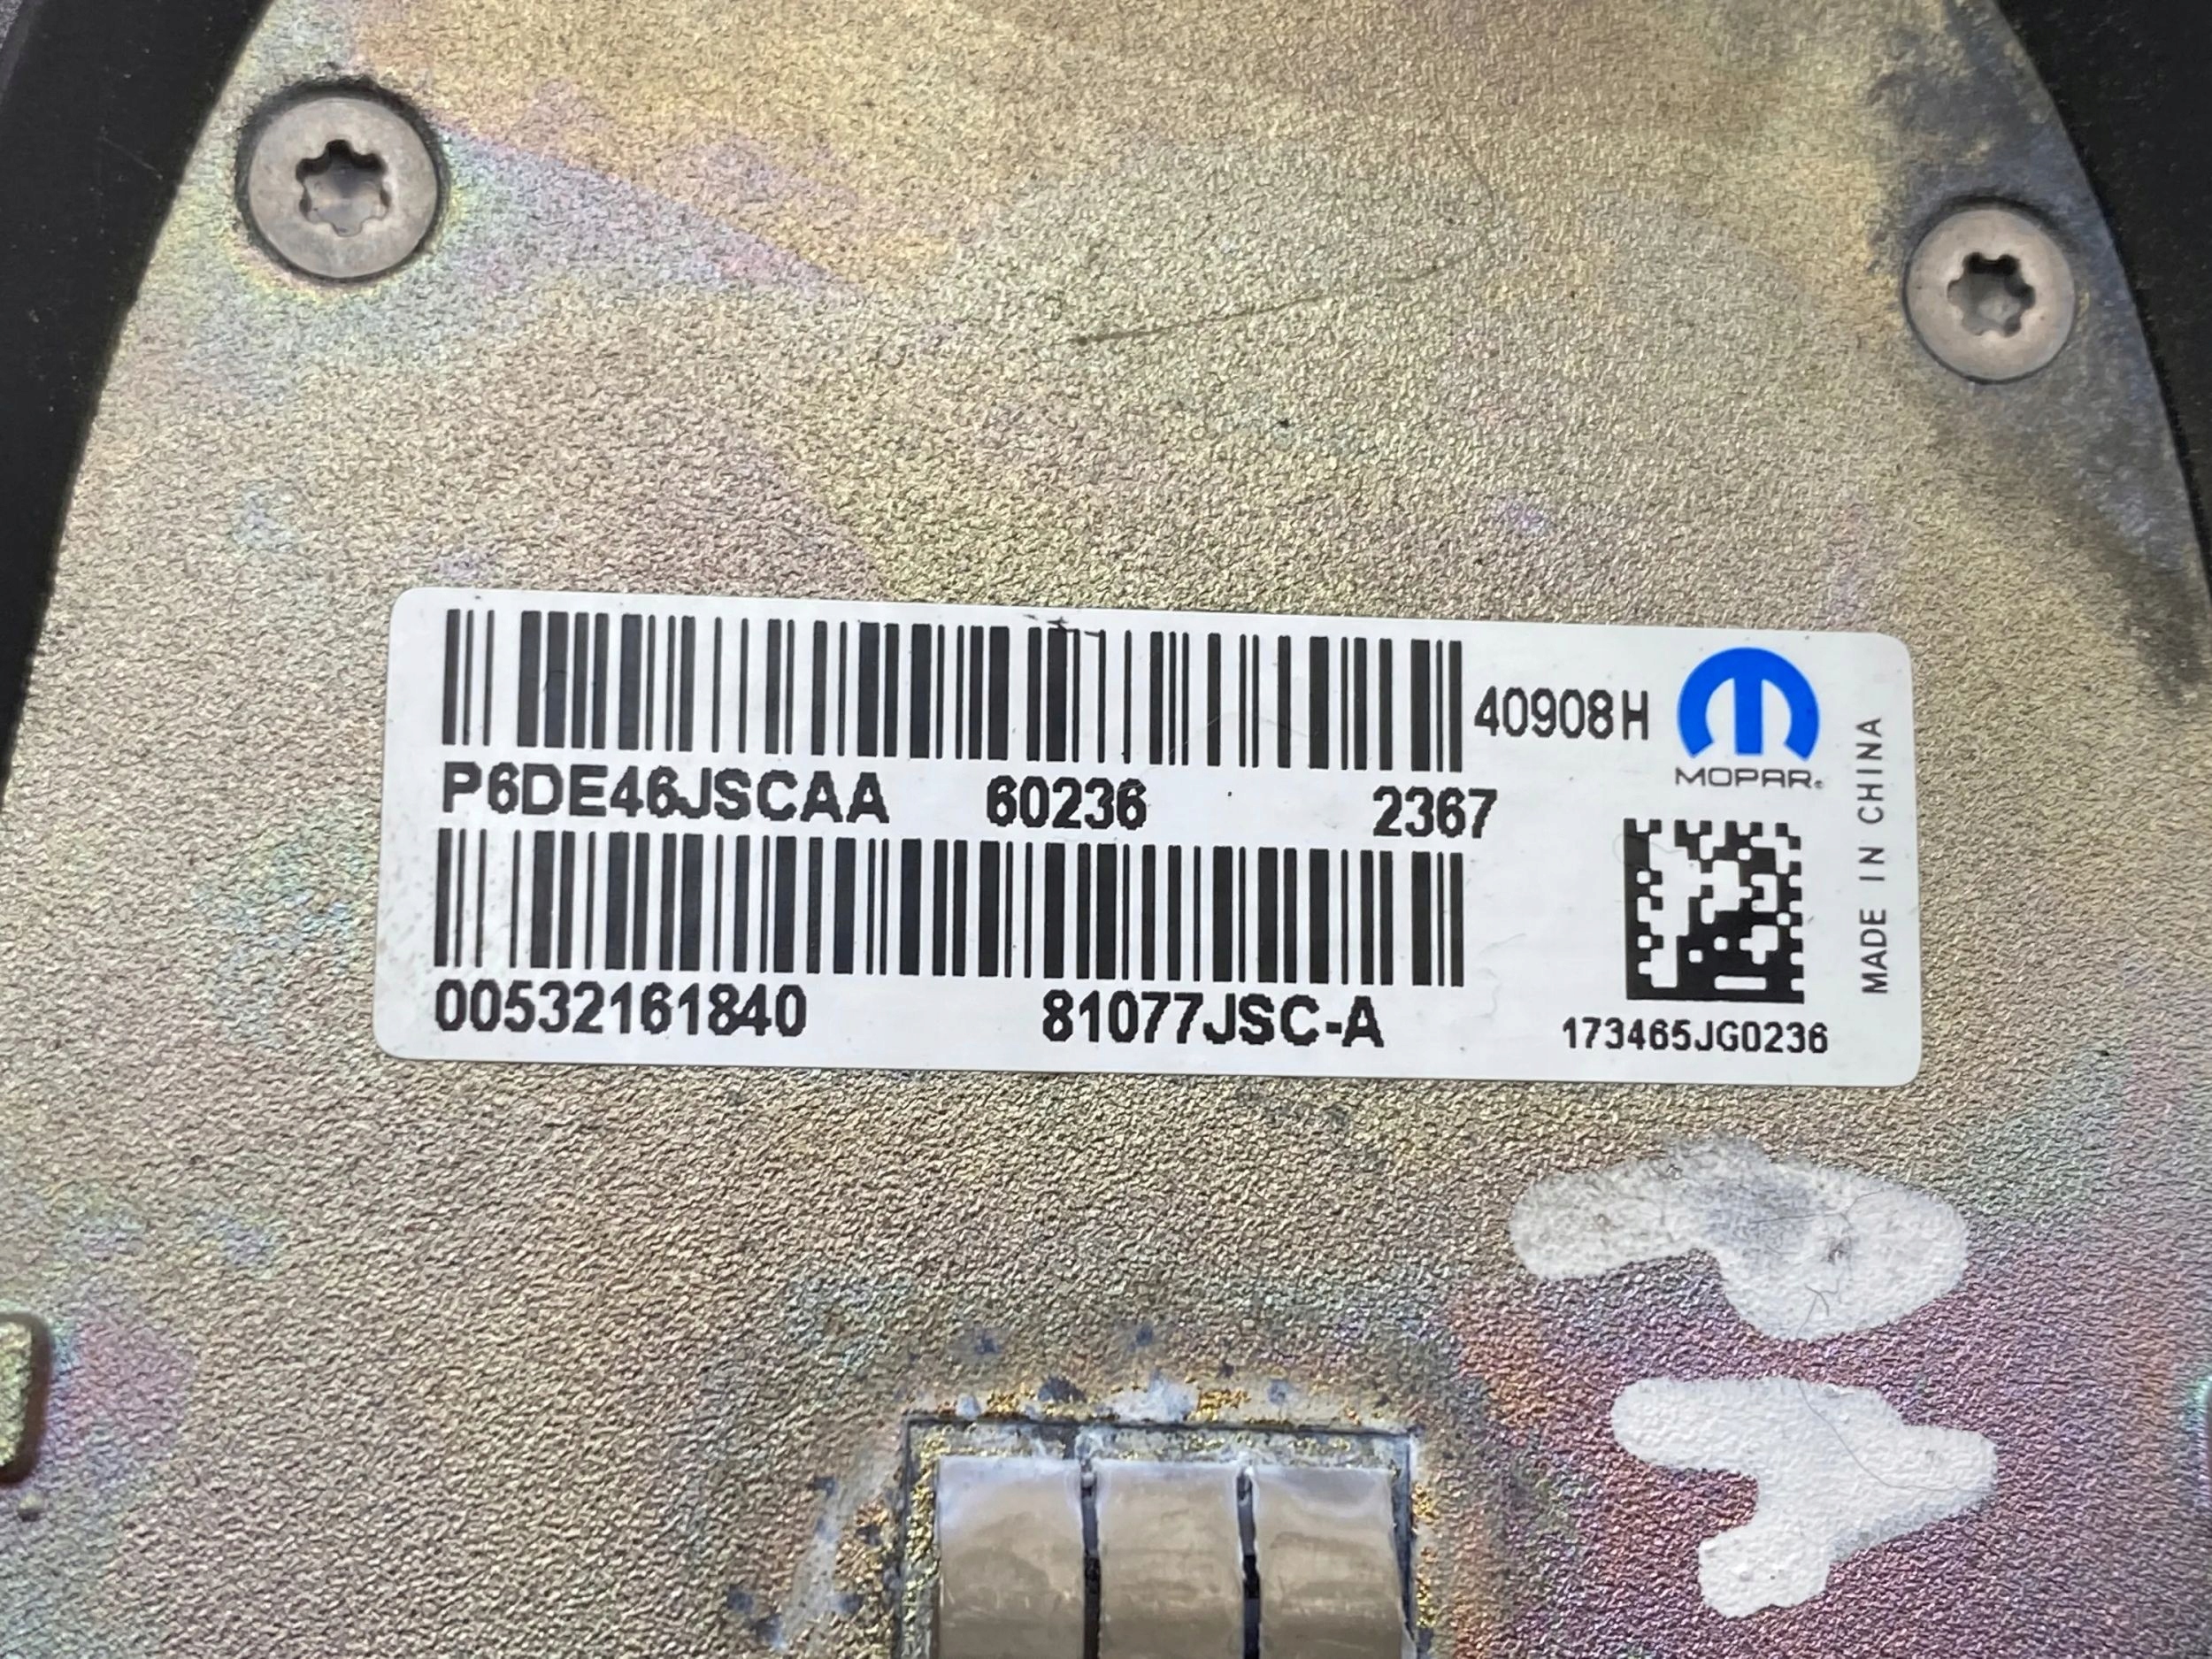 40908H
MOPAR®
P6DE46JSCAA 60236 2367
MADE IN CHINA
00532161840 81077JSC-A
173465JG0236